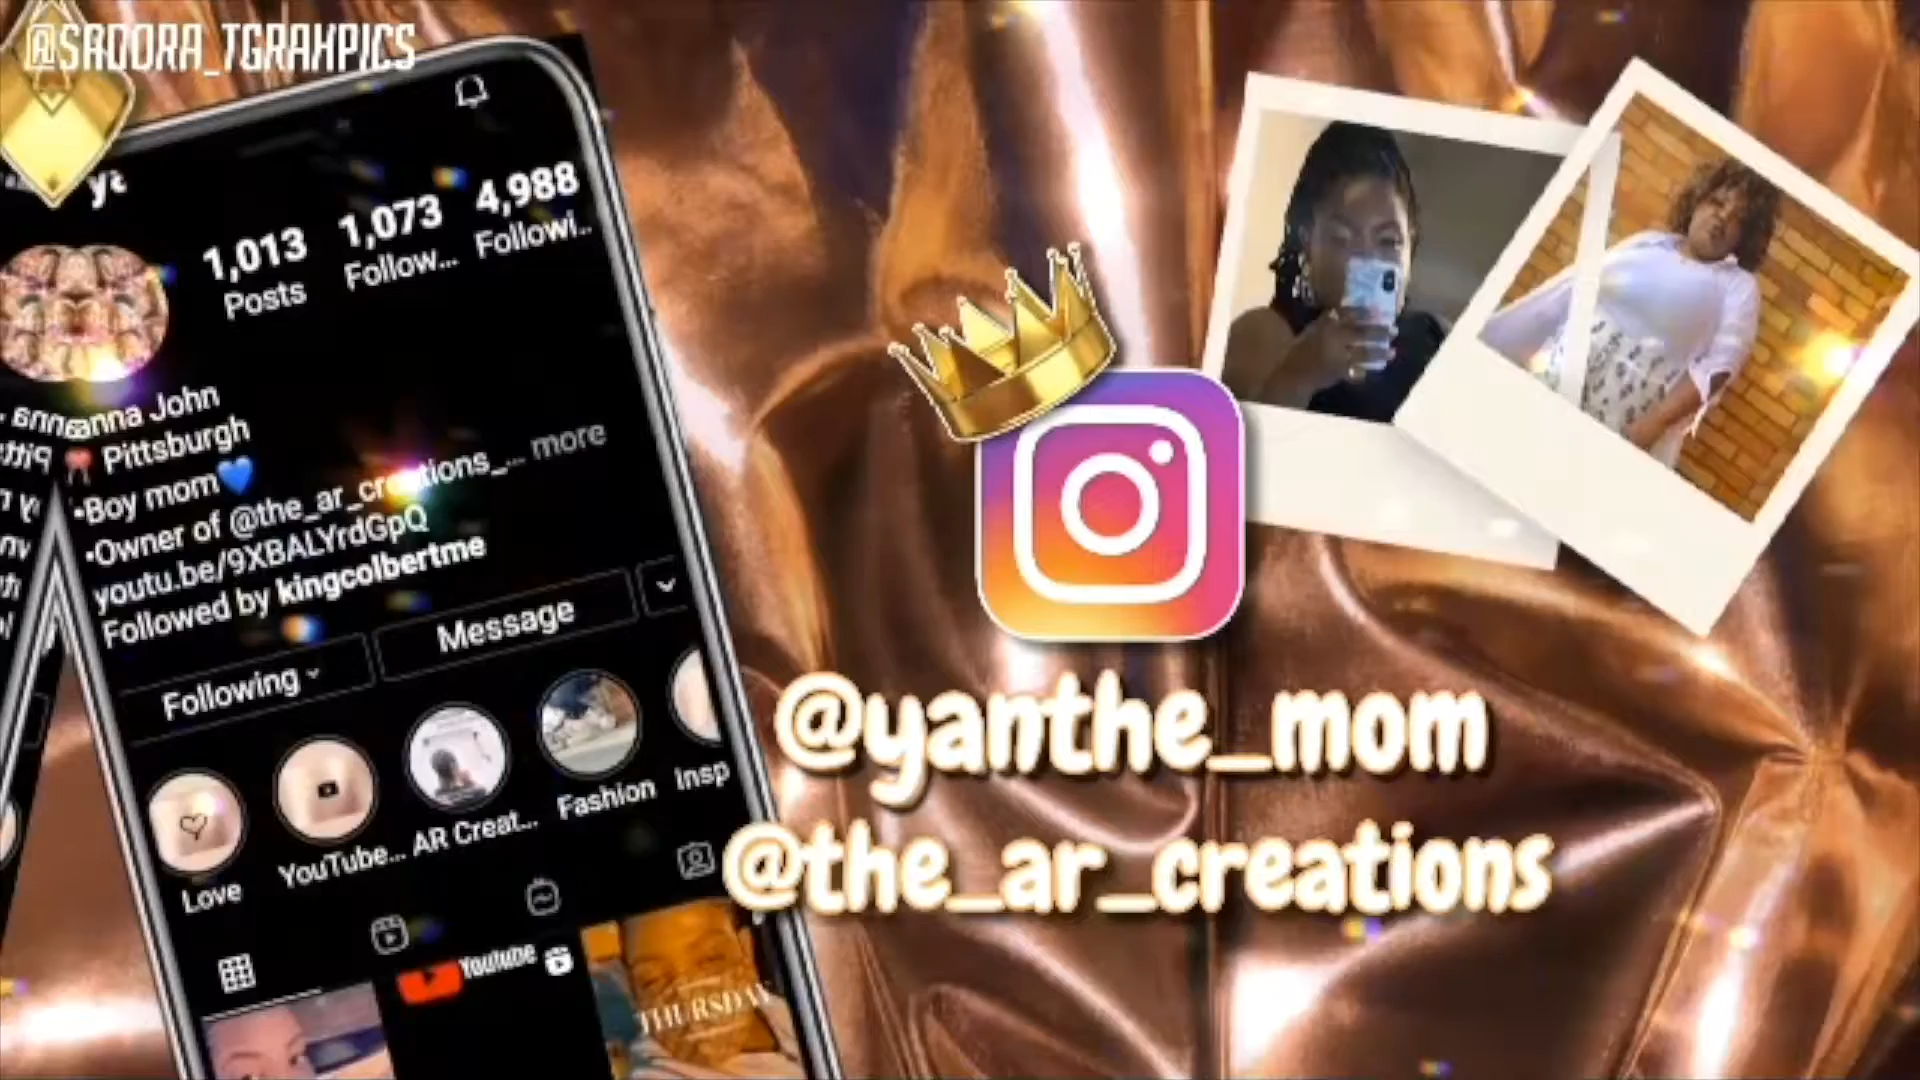 @SADORA_TGRAXPICS
1,013
Posts
1,073
Follow...
4,988
Followi..
anna John
Pittsburgh
•Boy mom💙
•Owner of @the_ar_creations_... more
youtu.be/9XBALYrdGpQ
Followed by kingcolbertme
Following
Message
Love
YouTube...
AR Creat...
Fashion
Insp
YouTube
THURSDAY
@yanthe_mom
@the_ar_creations